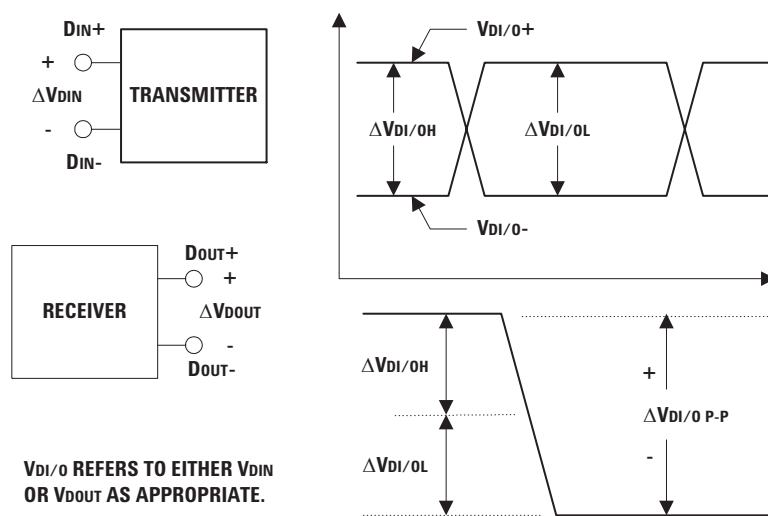 DIN+
+
ΔVDIN
-
DIN-
TRANSMITTER
DOUT+
+
ΔVDOUT
-
DOUT-
RECEIVER
VDI/O REFERS TO EITHER VDIN
OR VDOUT AS APPROPRIATE.
VDI/O+
ΔVDI/OH
ΔVDI/OL
VDI/O-
ΔVDI/OH
ΔVDI/OL
+
ΔVDI/O P-P
-